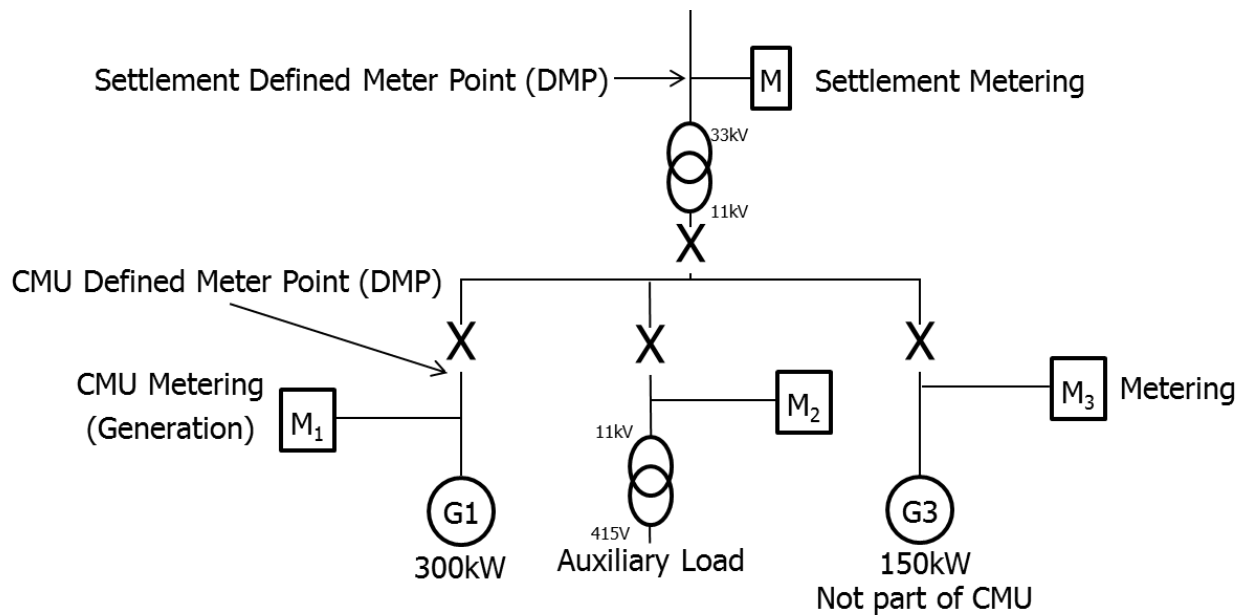 Settlement Defined Meter Point (DMP)
M
Settlement Metering
33kV
11kV
X
CMU Defined Meter Point (DMP)
X
X
X
CMU Metering
(Generation)
M₁
M₂
M₃
Metering
11kV
G1
G3
415V
300kW
Auxiliary Load
150kW
Not part of CMU